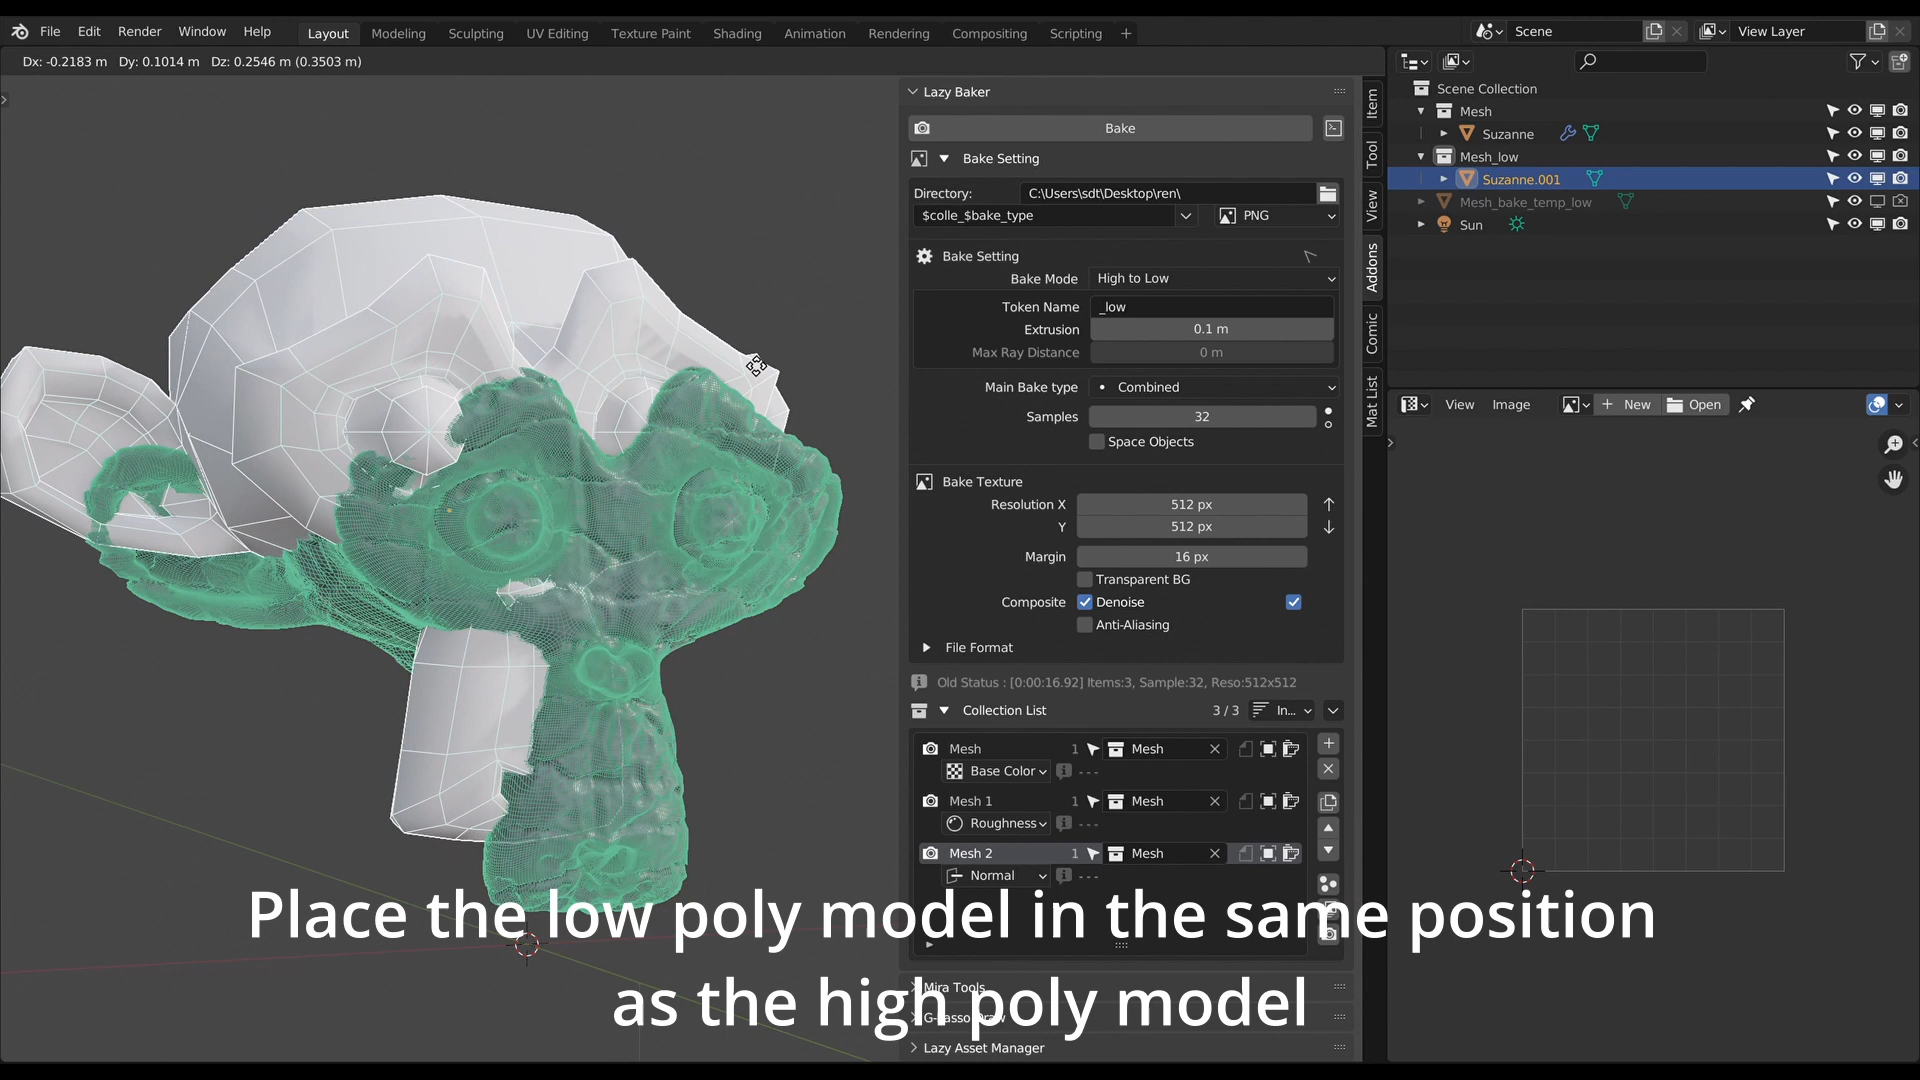 File Edit Render Window Help
Layout Modeling Sculpting UV Editing Texture Paint Shading Animation Rendering Compositing Scripting +
Scene
View Layer
Dx: -0.2183 m Dy: 0.1014 m Dz: 0.2546 m (0.3503 m)
Lazy Baker
Bake
Bake Setting
Directory: C:\Users\sdt\Desktop\ren\
$colle_$bake_type PNG
Bake Setting
Bake Mode High to Low
Token Name _low
Extrusion 0.1 m
Max Ray Distance 0 m
Main Bake type Combined
Samples 32
Space Objects
Bake Texture
Resolution X 512 px
Y 512 px
Margin 16 px
Transparent BG
Composite Denoise
Anti-Aliasing
File Format
Old Status : [0:00:16.92] Items:3, Sample:32, Reso:512x512
Collection List 3 / 3 In...
Mesh 1 Mesh
Base Color ---
Mesh 1 1 Mesh
Roughness ---
Mesh 2 1 Mesh
Normal ---
Mira Tools
Lazy Asset Manager
Item
Tool
View
Addons
Comic
Mat List
Scene Collection
Mesh
Suzanne
Mesh_low
Suzanne.001
Mesh_bake_temp_low
Sun
View Image New Open
Place the low poly model in the same position
as the high poly model